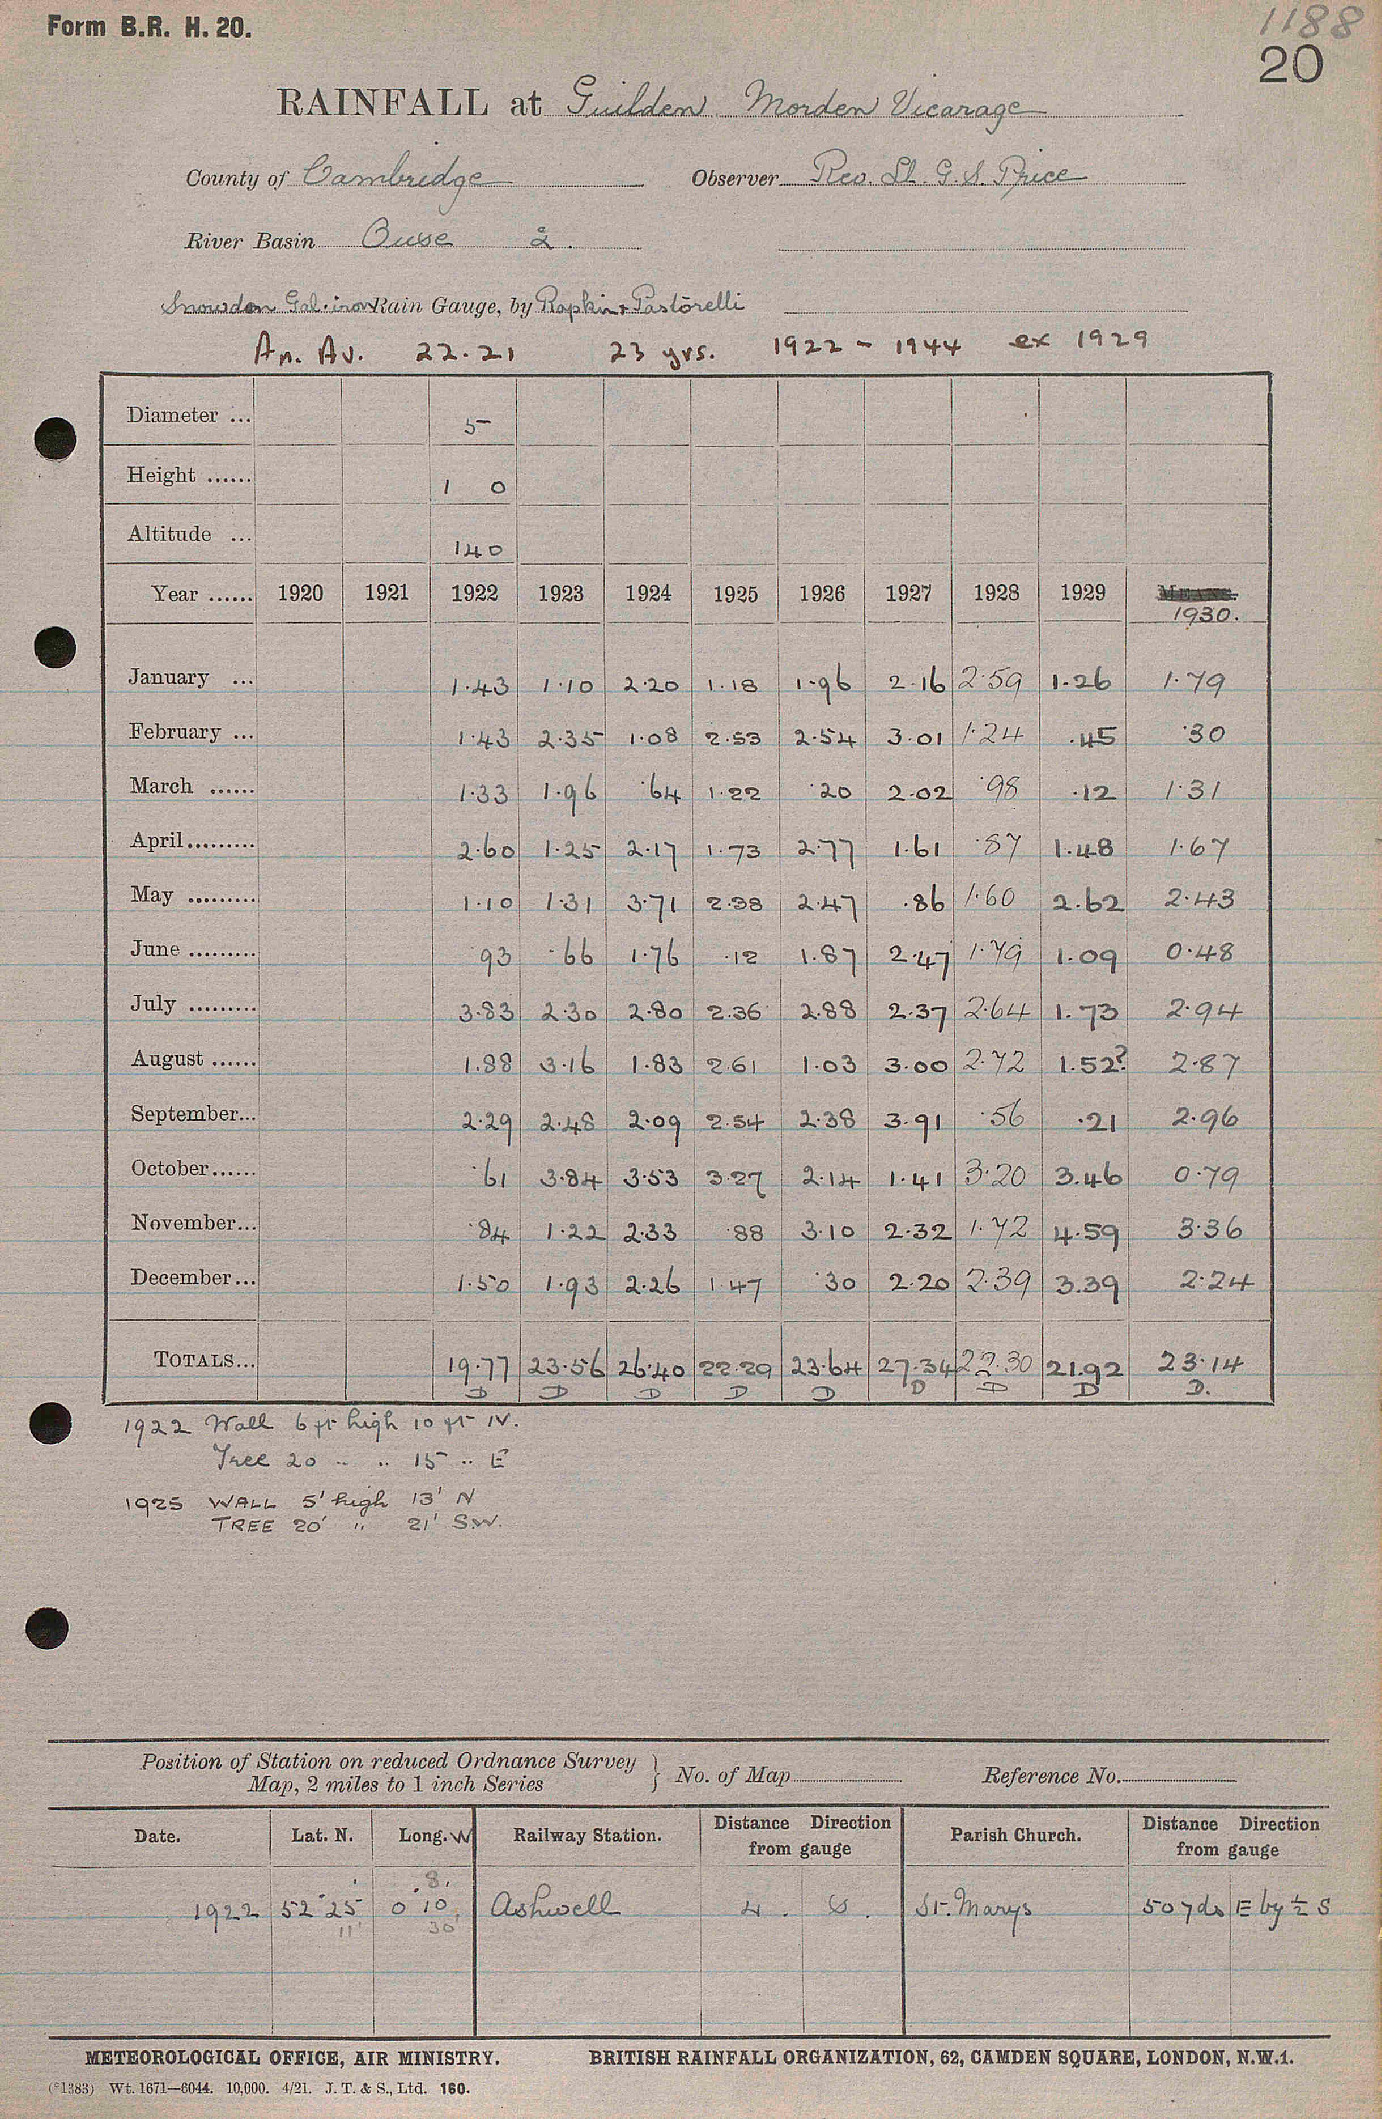 Form B.R. H. 20.
1188
20
RAINFALL at Guilden Morden Vicarage
County of Cambridge Observer Rev. Ll. G. S. Price
River Basin Ouse 2.
Snowdon Gal. iron Rain Gauge, by Rapkin + Pastorelli
An. Av. 22.21 23 yrs. 1922 - 1944 ex 1929
Diameter ... 5
Height ...... 1 0
Altitude ... 140
Year ...... 1920 1921 1922 1923 1924 1925 1926 1927 1928 1929 MEANS.
1930.
January ... 1.43 1.10 2.20 1.18 1.96 2.16 2.59 1.26 1.79
February ... 1.43 2.35 1.08 2.53 2.54 3.01 1.24 .45 .30
March ...... 1.33 1.96 .64 1.22 .20 2.02 .98 .12 1.31
April......... 2.60 1.25 2.17 1.73 2.77 1.61 .87 1.48 1.67
May ......... 1.10 1.31 3.71 2.38 2.47 .86 1.60 2.62 2.43
June ......... .93 .66 1.76 .12 1.87 2.47 1.79 1.09 0.48
July ......... 3.83 2.30 2.80 2.36 2.88 2.37 2.64 1.73 2.94
August ...... 1.88 3.16 1.83 2.61 1.03 3.00 2.72 1.52? 2.87
September... 2.29 2.48 2.09 2.54 2.38 3.91 .56 .21 2.96
October...... .61 3.84 3.53 3.27 2.14 1.41 3.20 3.46 0.79
November... .84 1.22 2.33 .88 3.10 2.32 1.72 4.59 3.36
December... 1.50 1.93 2.26 1.47 .30 2.20 2.39 3.39 2.24
TOTALS... 19.77 23.56 26.40 22.29 23.64 27.34 22.30 21.92 23.14
D D D D D D D D D.
1922 Wall 6 ft high 10 ft W.
Tree 20 " " 15 " E
1925 WALL 5' high 13' N
TREE 20' " 21' S.W.
Position of Station on reduced Ordnance Survey
Map, 2 miles to 1 inch Series } No. of Map Reference No.
Date. Lat. N. Long. W Railway Station. Distance Direction from gauge Parish Church. Distance Direction from gauge
8'
1922 52° 25' 0° 10' Ashwell 4. S. St. Marys 50 yds E by ½ S
11' 30"
METEOROLOGICAL OFFICE, AIR MINISTRY. BRITISH RAINFALL ORGANIZATION, 62, CAMDEN SQUARE, LONDON, N.W.1.
(*1383) Wt. 1671—6044. 10,000. 4/21. J. T. & S., Ltd. 160.